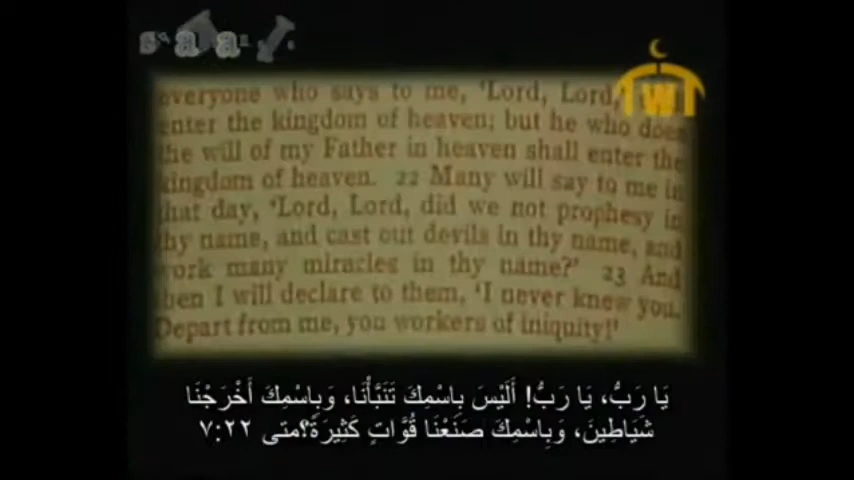 everyone who says to me, 'Lord, Lord,
enter the kingdom of heaven; but he who does
the will of my Father in heaven shall enter the
kingdom of heaven. 22 Many will say to me in
that day, 'Lord, Lord, did we not prophesy in
thy name, and cast out devils in thy name, and
work many miracles in thy name?' 23 And
then I will declare to them, 'I never knew you.
Depart from me, you workers of iniquity!'
يَا رَبُّ، يَا رَبُّ! أَلَيْسَ بِاسْمِكَ تَنَبَّأْنَا، وَبِاسْمِكَ أَخْرَجْنَا
شَيَاطِينَ، وَبِاسْمِكَ صَنَعْنَا قُوَّاتٍ كَثِيرَةً؟متى ٧:٢٢
W